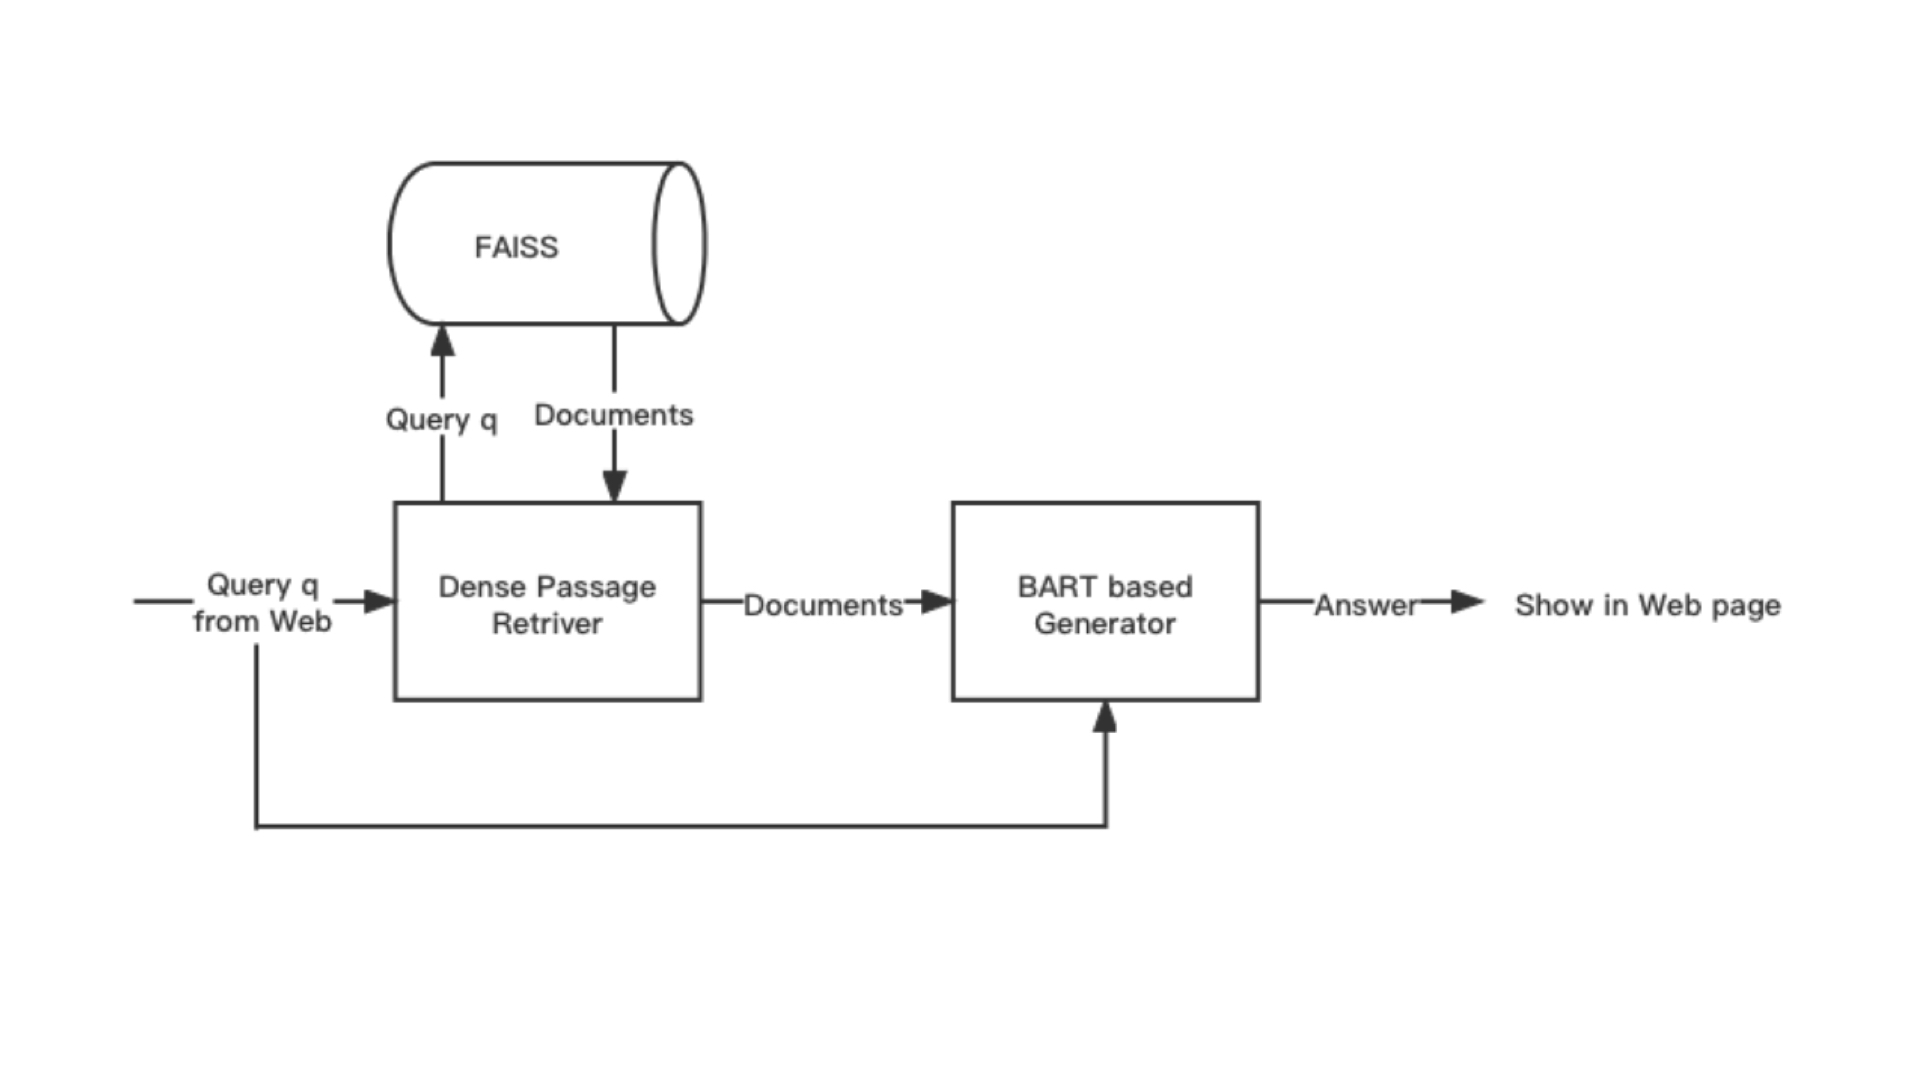 FAISS
Query q
Documents
Query q
from Web
Dense Passage
Retriver
Documents
BART based
Generator
Answer
Show in Web page